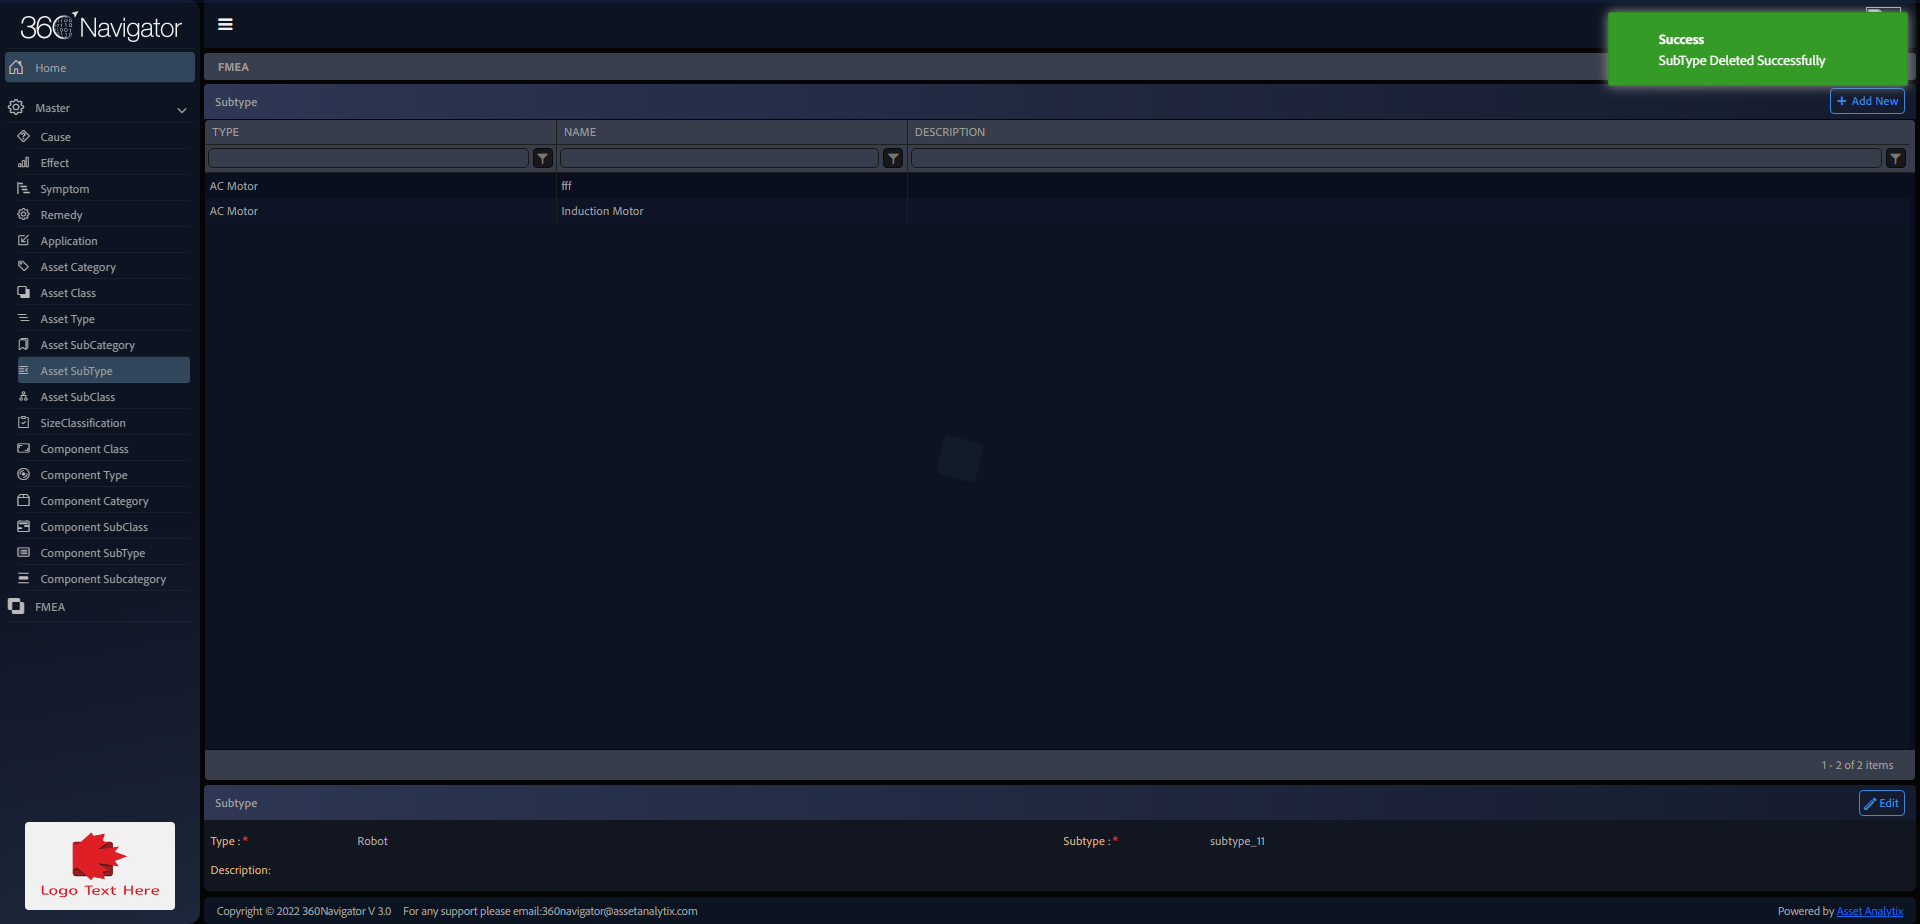 360 Navigator
Success
SubType Deleted Successfully
Home
FMEA
Subtype
Add New
Master
TYPE
NAME
DESCRIPTION
Cause
Effect
Symptom
AC Motor
fff
Remedy
AC Motor
Induction Motor
Application
Asset Category
Asset Class
Asset Type
Asset SubCategory
Asset SubType
Asset SubClass
SizeClassification
Component Class
Component Type
Component Category
Component SubClass
Component SubType
Component Subcategory
FMEA
1 - 2 of 2 items
Subtype
Edit
Type : *
Robot
Subtype : *
subtype_11
Description:
Logo Text Here
Copyright © 2022 360Navigator V 3.0 For any support please email:360navigator@assetanalytix.com
Powered by Asset Analytix